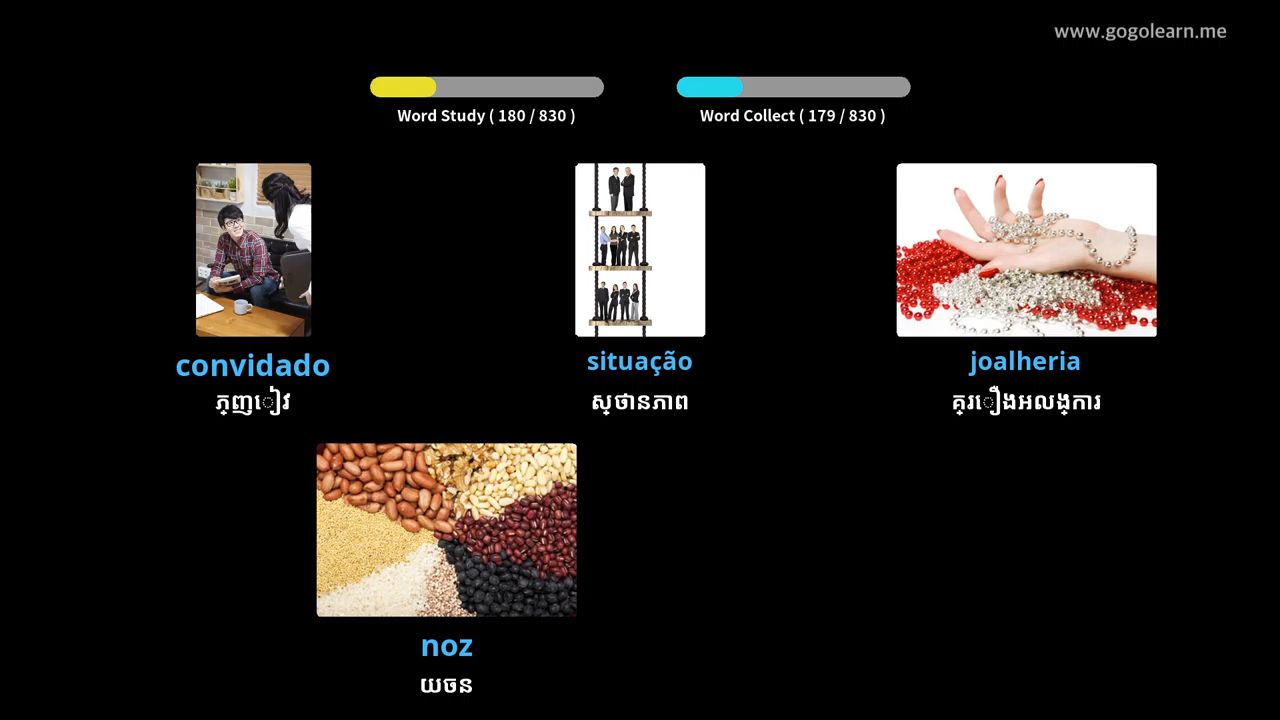 www.gogolearn.me
Word Study ( 180 / 830 )
Word Collect ( 179 / 830 )
convidado
situação
joalheria
ភ្ញៀវ
ស្ថានភាព
គ្រឿងអលង្ការ
noz
យចន